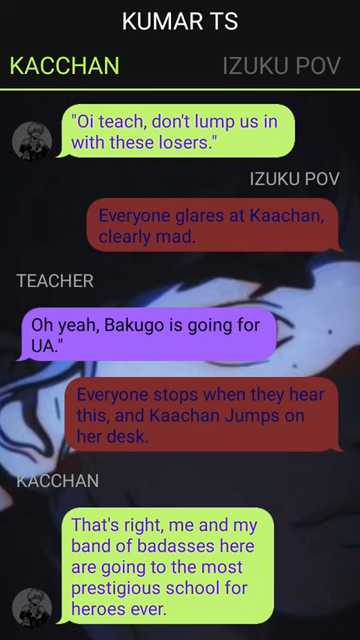 KUMAR TS
KACCHAN
IZUKU POV
"Oi teach, don't lump us in
with these losers."
IZUKU POV
Everyone glares at Kaachan,
clearly mad.
TEACHER
Oh yeah, Bakugo is going for
UA."
Everyone stops when they hear
this, and Kaachan Jumps on
her desk.
KACCHAN
That's right, me and my
band of badasses here
are going to the most
prestigious school for
heroes ever.